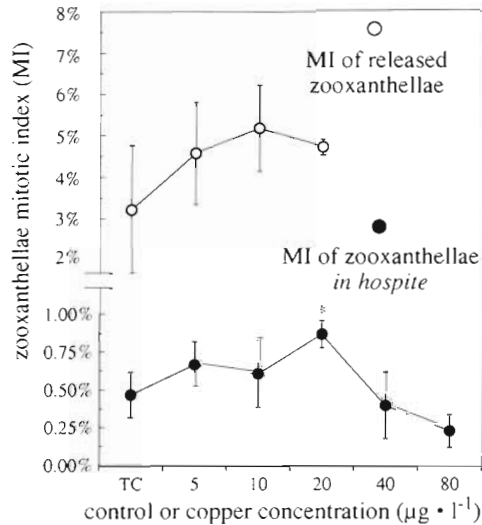 zooxanthellae mitotic index (MI)
8%
7%
6%
5%
4%
3%
2%
1.00%
0.75%
0.50%
0.25%
0.00%
MI of released
zooxanthellae
MI of zooxanthellae
in hospite
*
TC 5 10 20 40 80
control or copper concentration (µg • l⁻¹)